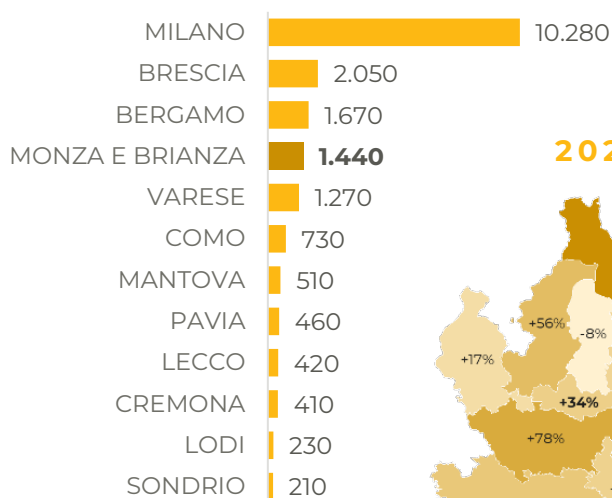 MILANO 10.280
BRESCIA 2.050
BERGAMO 1.670
MONZA E BRIANZA 1.440
VARESE 1.270
COMO 730
MANTOVA 510
PAVIA 460
LECCO 420
CREMONA 410
LODI 230
SONDRIO 210
202
+56%
-8%
+17%
+34%
+78%